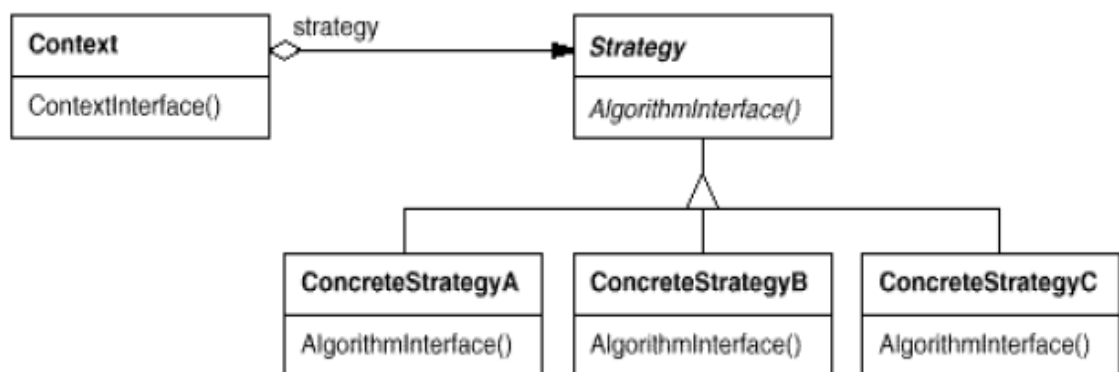 strategy
Context
Strategy
ContextInterface()
AlgorithmInterface()
ConcreteStrategyA
ConcreteStrategyB
ConcreteStrategyC
AlgorithmInterface()
AlgorithmInterface()
AlgorithmInterface()